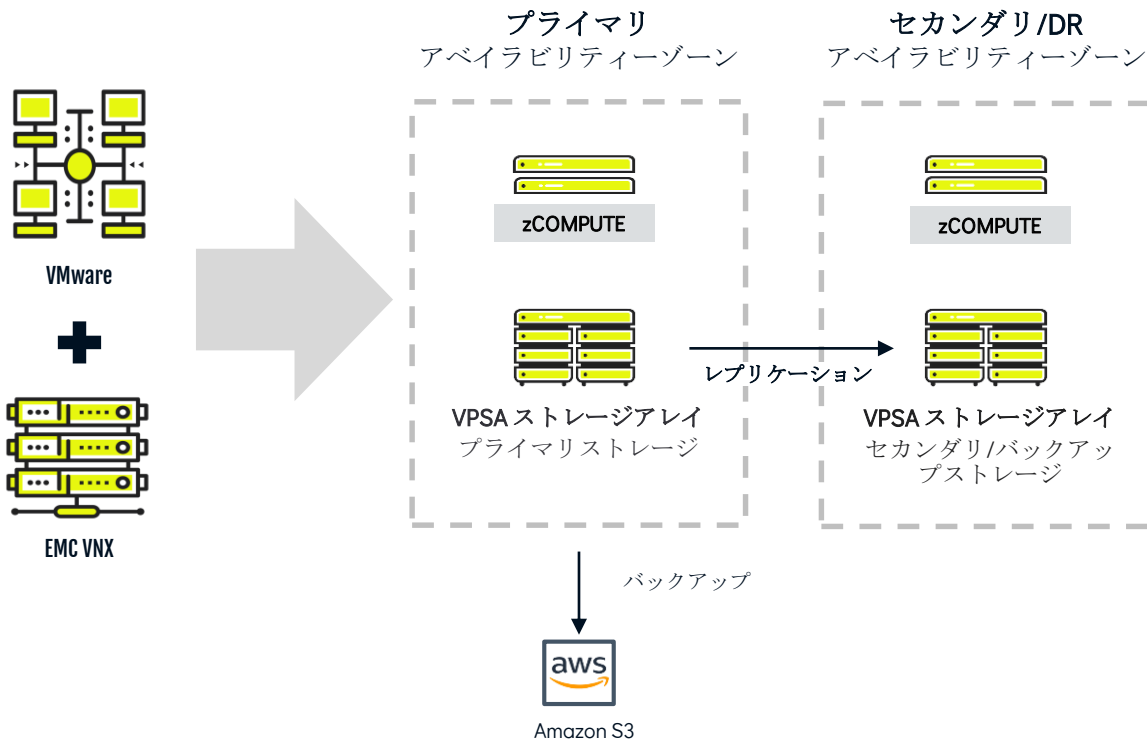 プライマリ
アベイラビリティーゾーン
セカンダリ/DR
アベイラビリティーゾーン
VMware
EMC VNX
zCOMPUTE
VPSA ストレージアレイ
プライマリストレージ
レプリケーション
zCOMPUTE
VPSA ストレージアレイ
セカンダリ/バックアッ
プストレージ
バックアップ
aws
Amazon S3